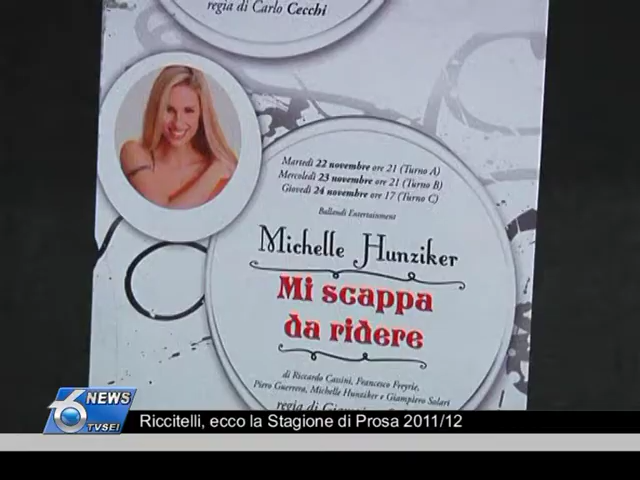 regia di Carlo Cecchi
Martedì 22 novembre ore 21 (Turno A)
Mercoledì 23 novembre ore 21 (Turno B)
Giovedì 24 novembre ore 17 (Turno C)
Ballandi Entertainment
Michelle Hunziker
Mi scappa
da ridere
di Riccardo Cassini, Francesco Freyrie,
Piero Guerrera, Michelle Hunziker e Giampiero Solari
regia di
6 NEWS
TVSEI
Riccitelli, ecco la Stagione di Prosa 2011/12